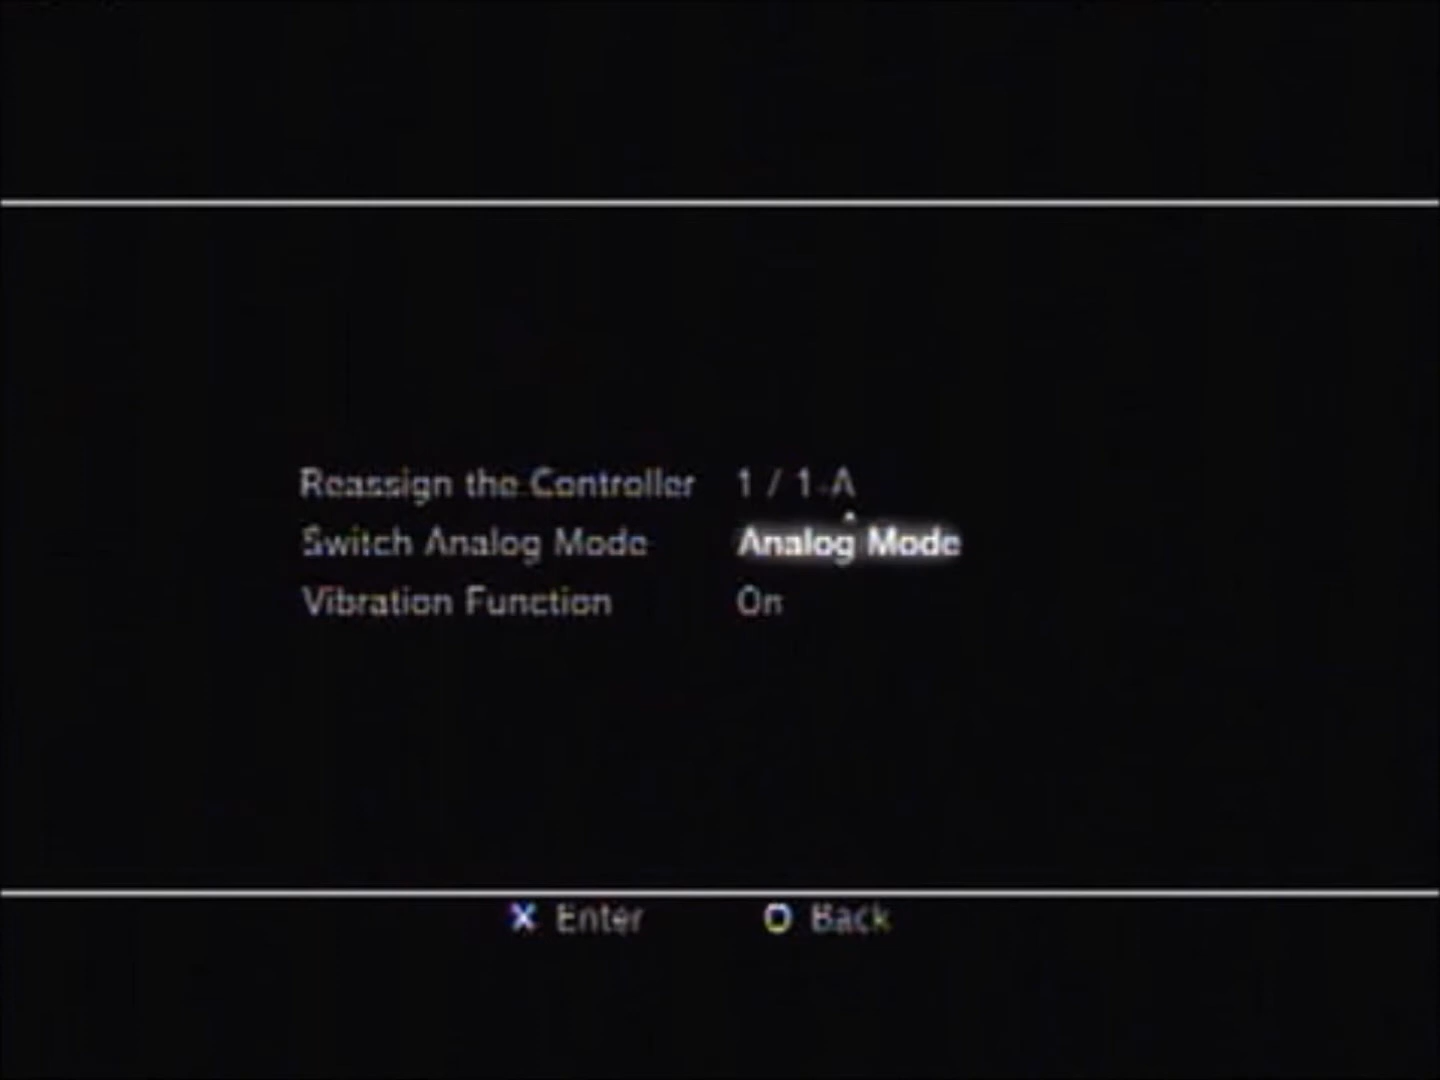 Reassign the Controller 1 / 1-A
Switch Analog Mode Analog Mode
Vibration Function On
X Enter O Back